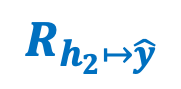 R_{h_2 ↦ ŷ}